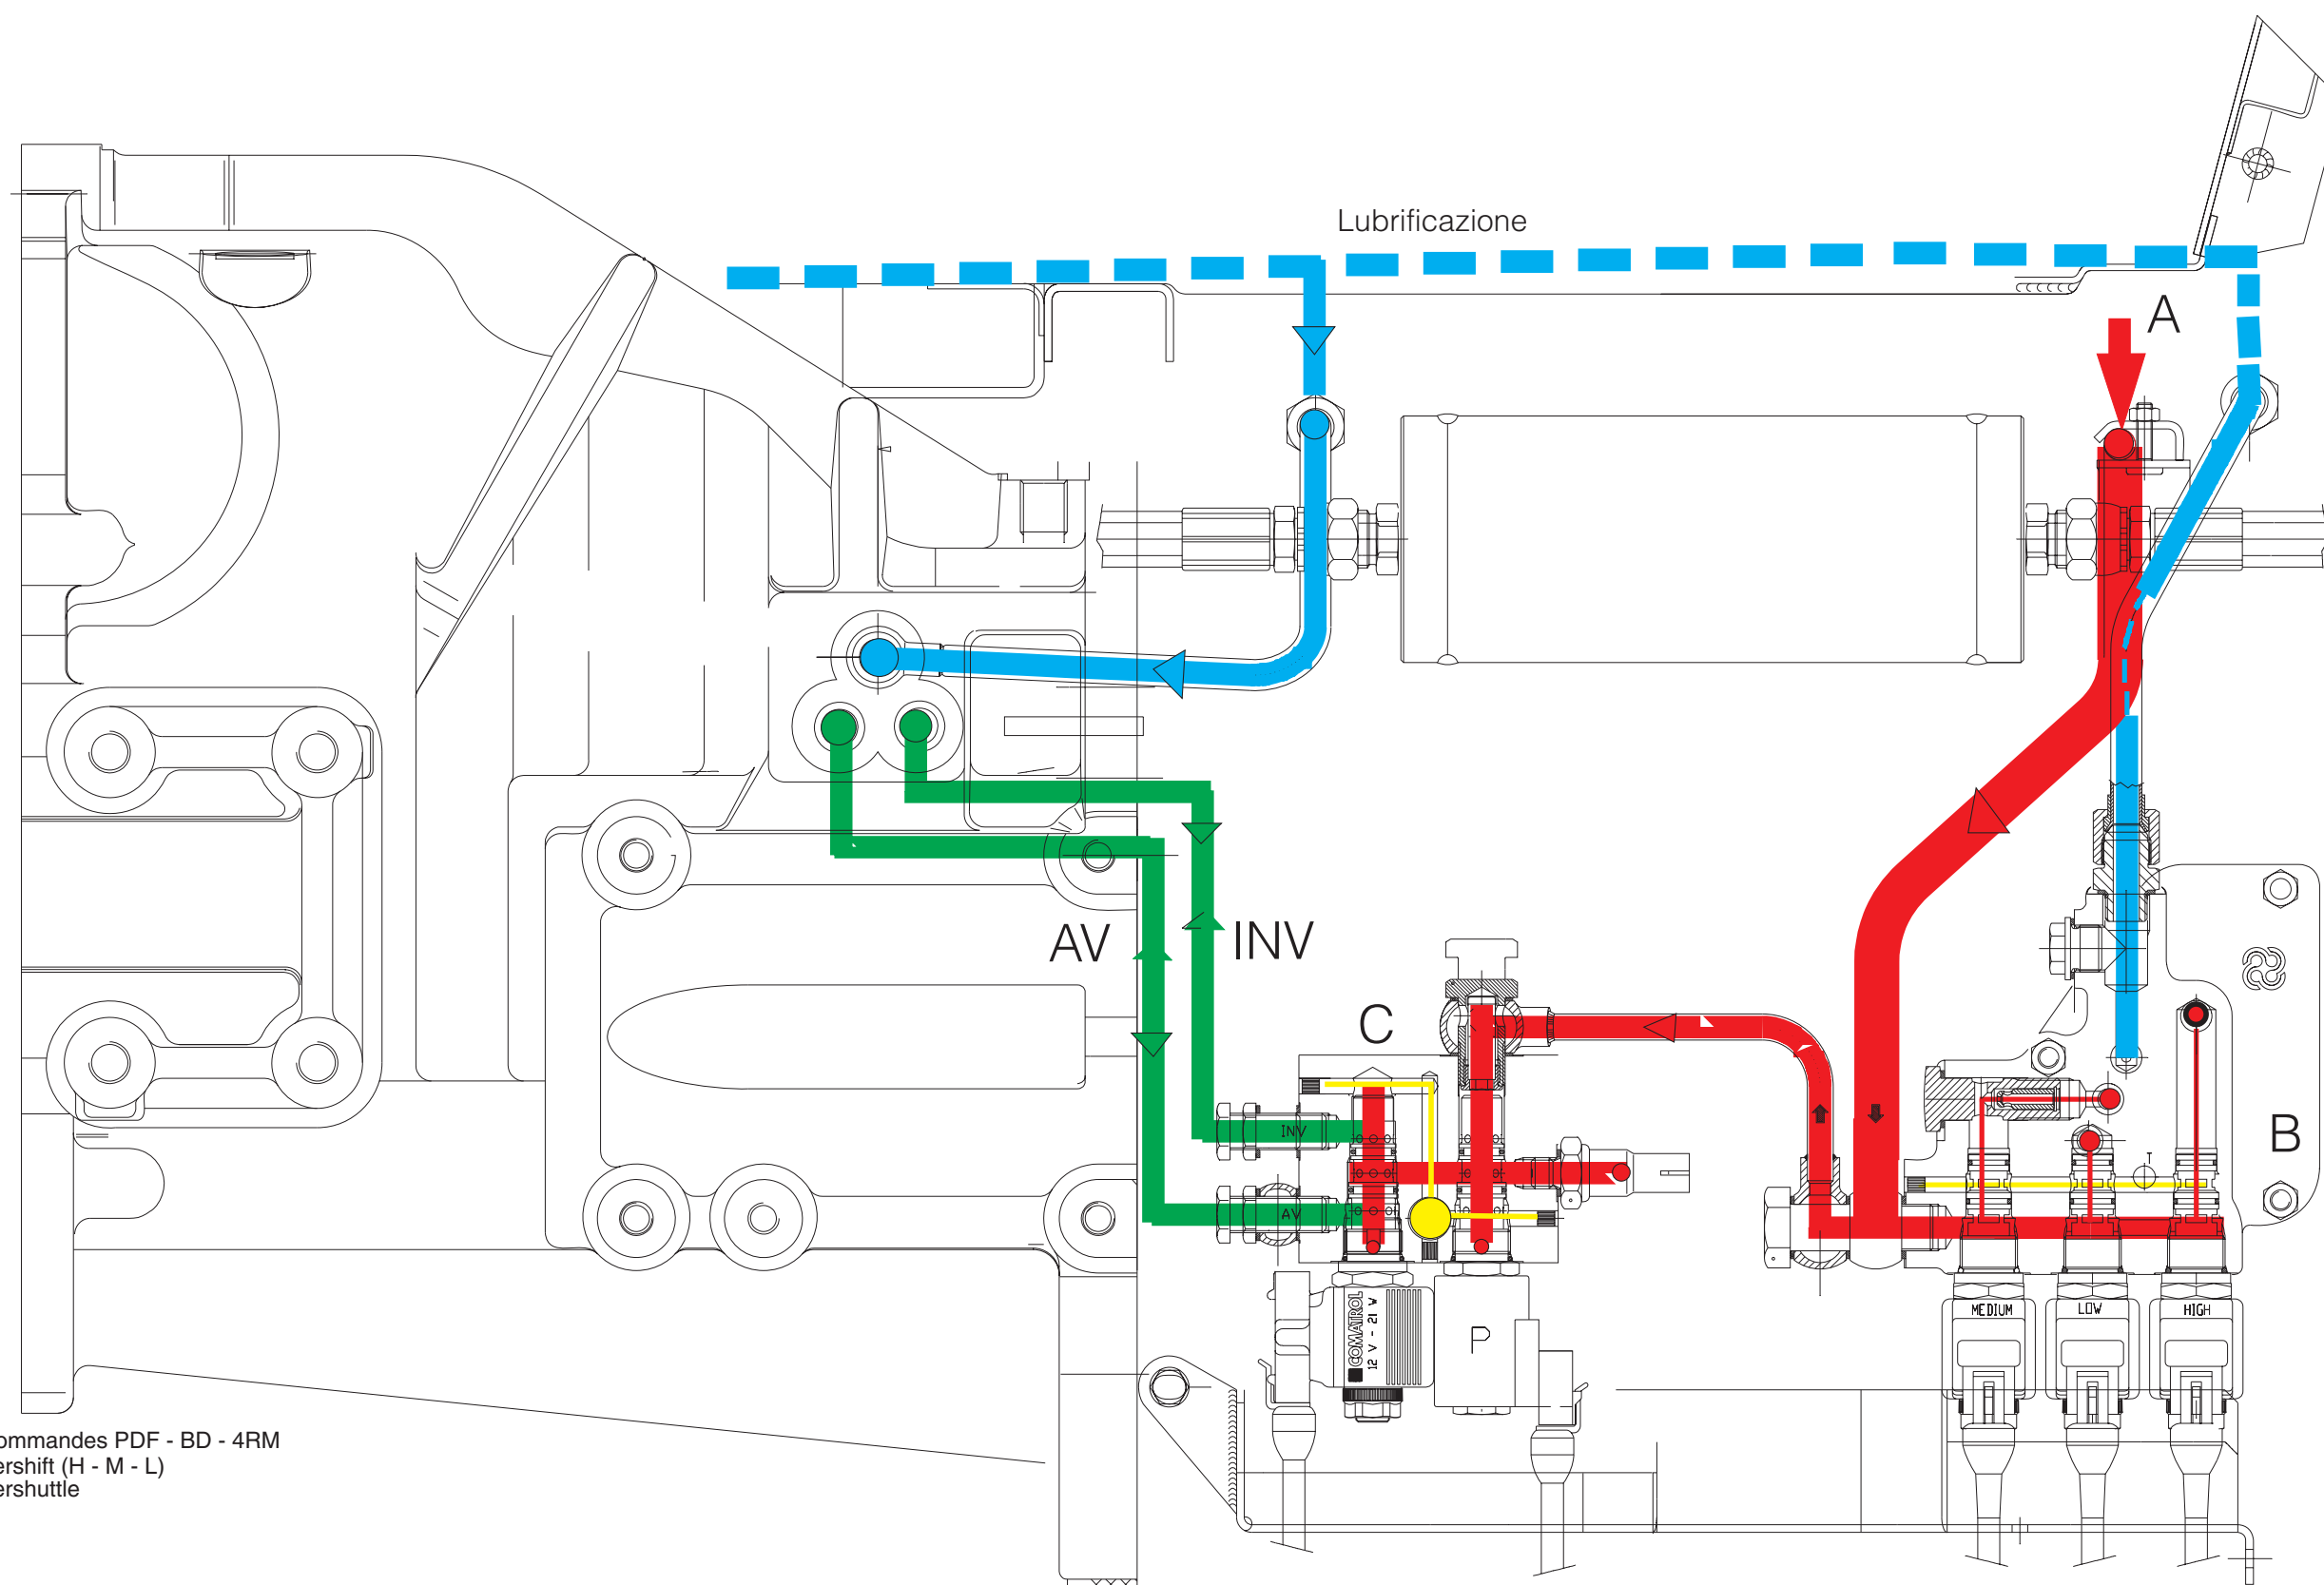 Lubrificazione
A
AV
INV
C
INV
AV
B
T
COMATROL
12 V - 21 W
P
MEDIUM
LOW
HIGH
ommandes PDF - BD - 4RM
ershift (H - M - L)
ershuttle